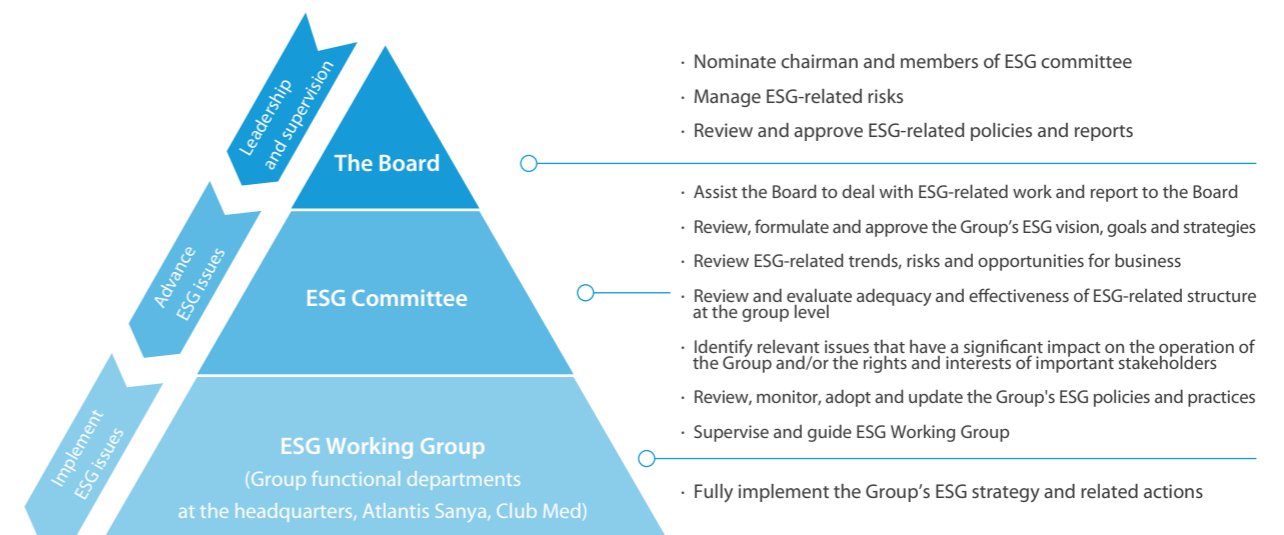 Leadership
and supervision
The Board
· Nominate chairman and members of ESG committee
· Manage ESG-related risks
· Review and approve ESG-related policies and reports
Advance
ESG issues
ESG Committee
· Assist the Board to deal with ESG-related work and report to the Board
· Review, formulate and approve the Group’s ESG vision, goals and strategies
· Review ESG-related trends, risks and opportunities for business
· Review and evaluate adequacy and effectiveness of ESG-related structure
at the group level
· Identify relevant issues that have a significant impact on the operation of
the Group and/or the rights and interests of important stakeholders
· Review, monitor, adopt and update the Group's ESG policies and practices
· Supervise and guide ESG Working Group
Implement
ESG issues
ESG Working Group
(Group functional departments
at the headquarters, Atlantis Sanya, Club Med)
· Fully implement the Group’s ESG strategy and related actions